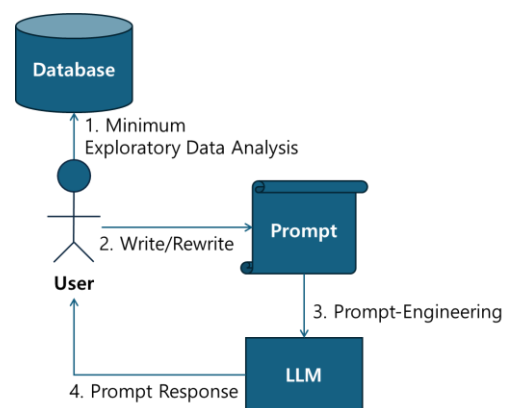 Database
1. Minimum
Exploratory Data Analysis
2. Write/Rewrite
Prompt
User
3. Prompt-Engineering
LLM
4. Prompt Response